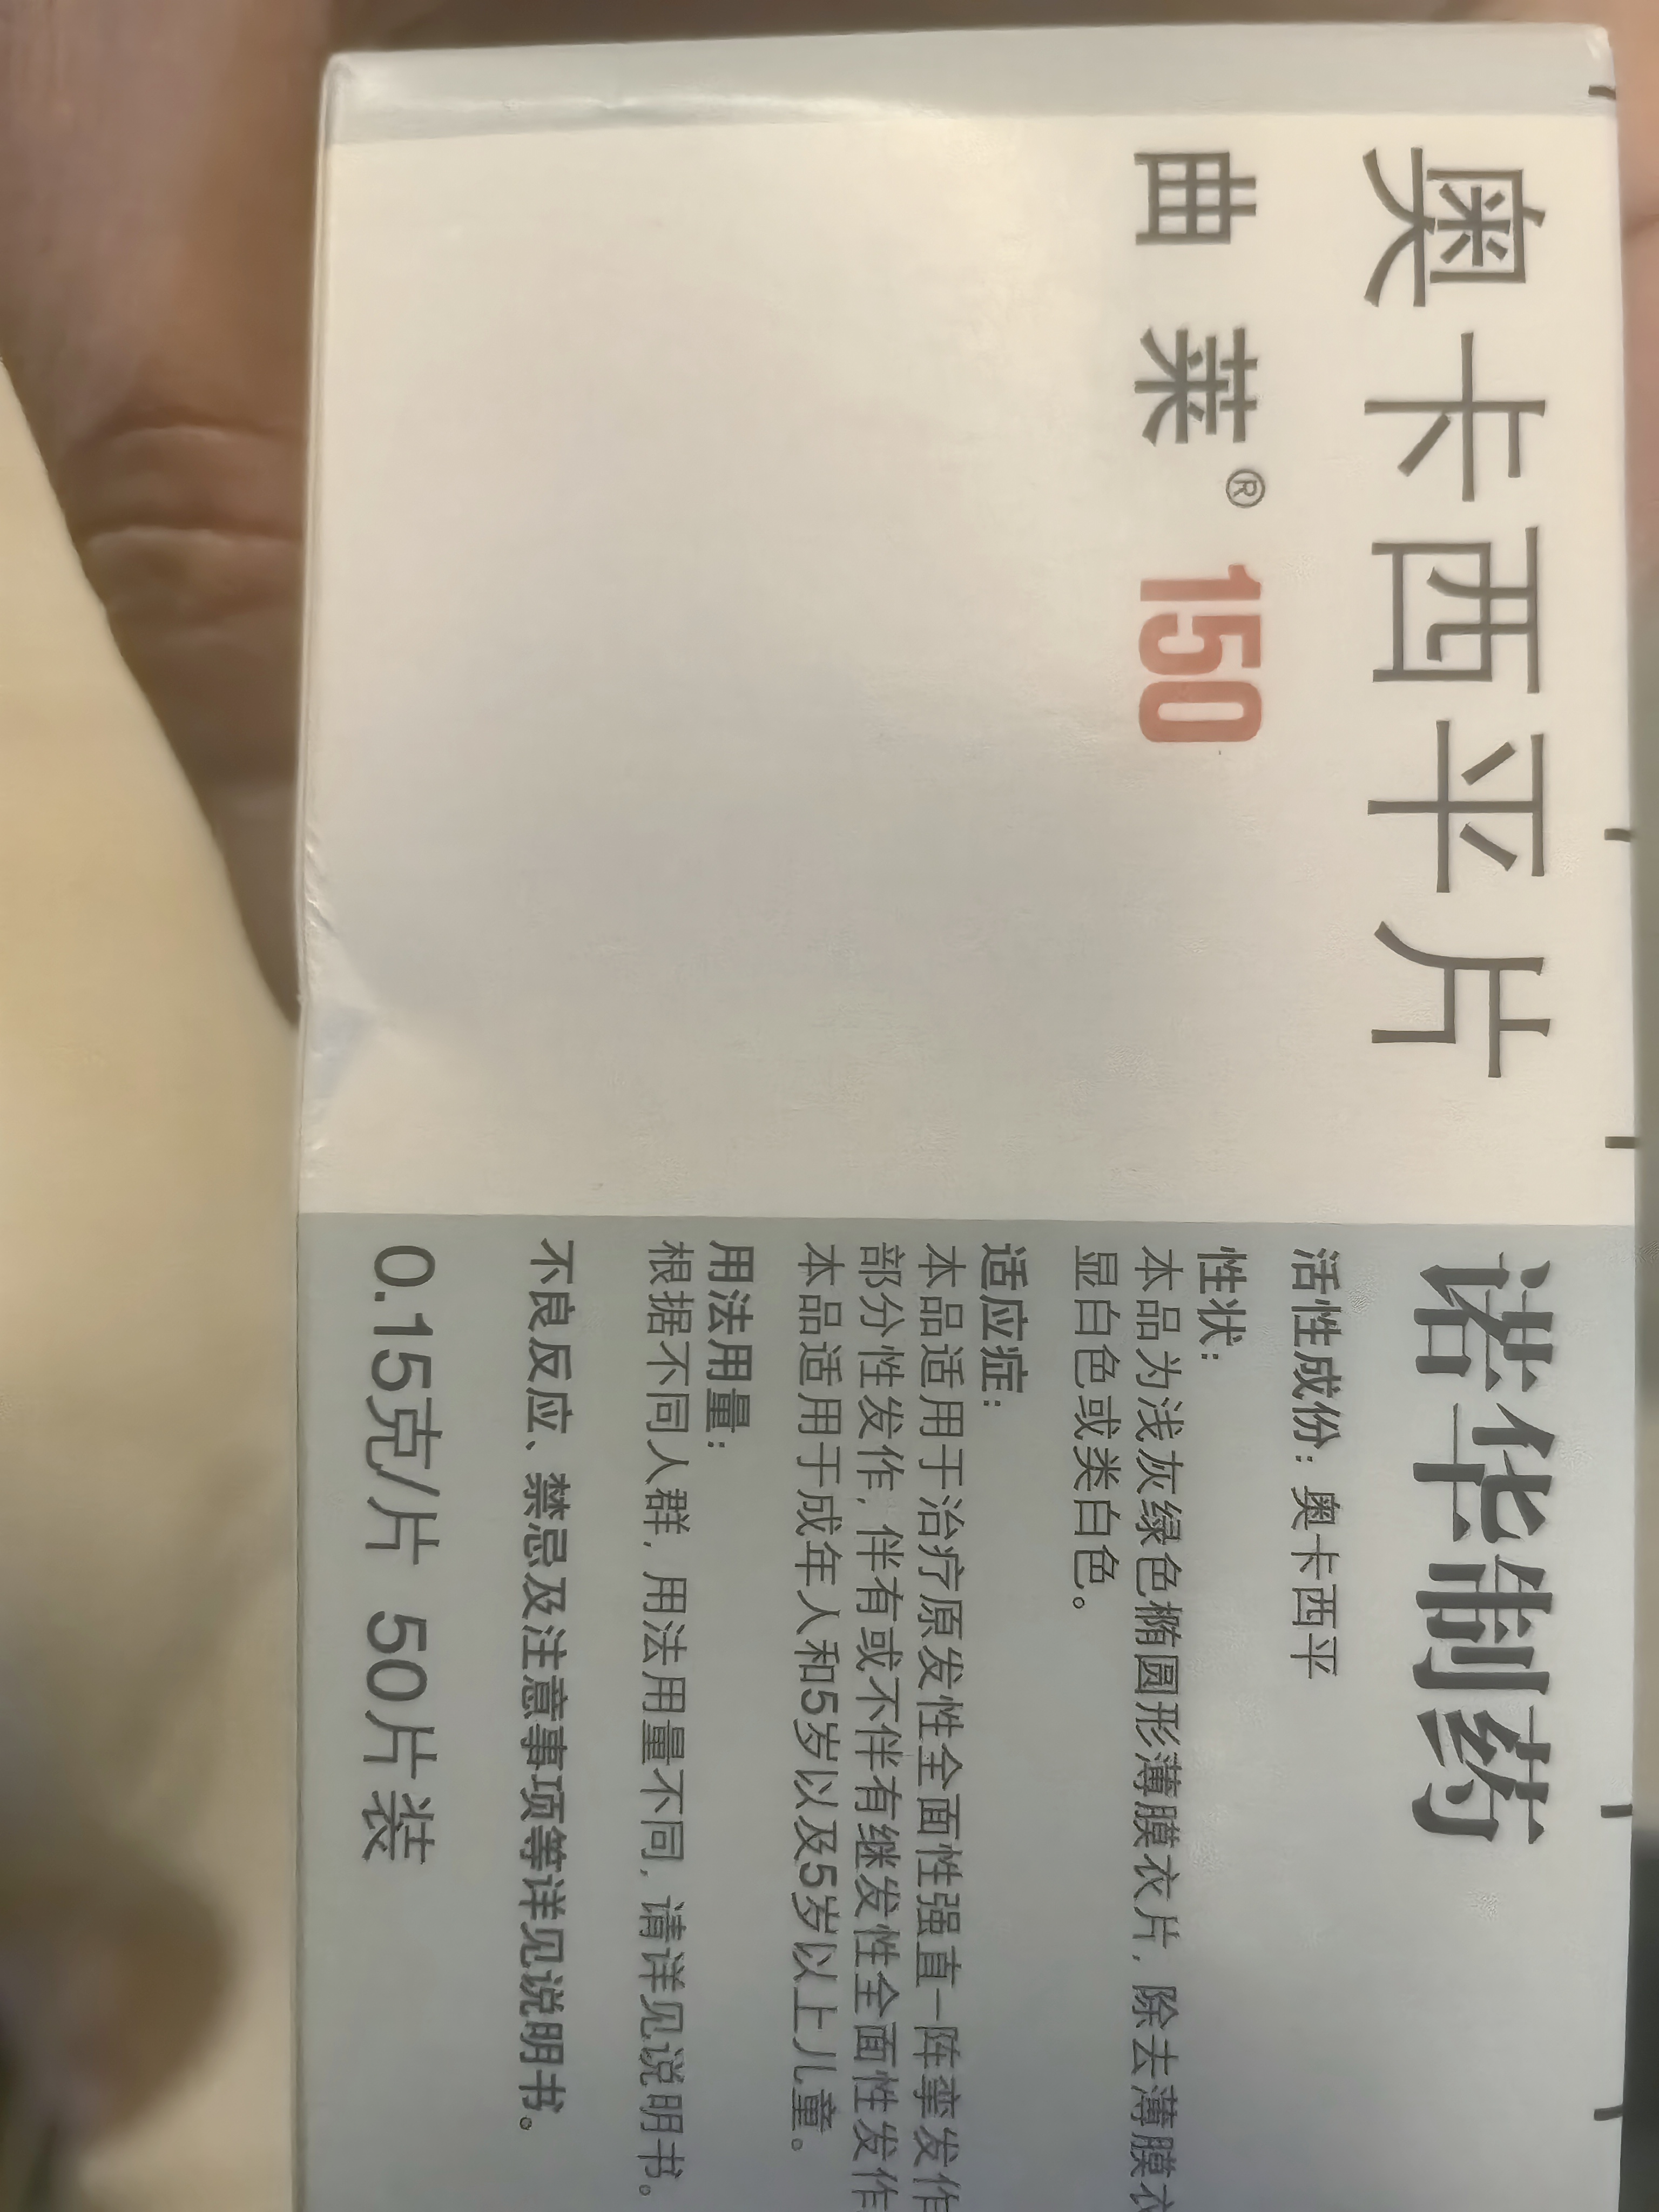 奥卡西平片
曲莱® 150
诺华制药
活性成份：奥卡西平
性状：
本品为浅灰绿色椭圆形薄膜衣片，除去薄膜衣
显白色或类白色。
适应症：
本品适用于治疗原发性全面性强直－阵挛发作
部分性发作，伴有或不伴有继发性全面性发作
本品适用于成年人和5岁以及5岁以上儿童。
用法用量：
根据不同人群，用法用量不同，请详见说明书。
不良反应、禁忌及注意事项等详见说明书。
0.15克/片 50片装